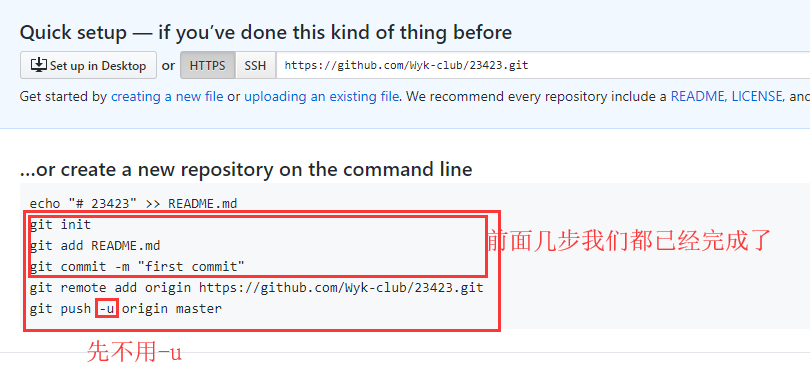 Quick setup — if you’ve done this kind of thing before
Set up in Desktop or HTTPS SSH https://github.com/Wyk-club/23423.git
Get started by creating a new file or uploading an existing file. We recommend every repository include a README, LICENSE, and
…or create a new repository on the command line
echo "# 23423" >> README.md
git init
git add README.md
git commit -m "first commit"
前面几步我们都已经完成了
git remote add origin https://github.com/Wyk-club/23423.git
git push -u origin master
先不用-u